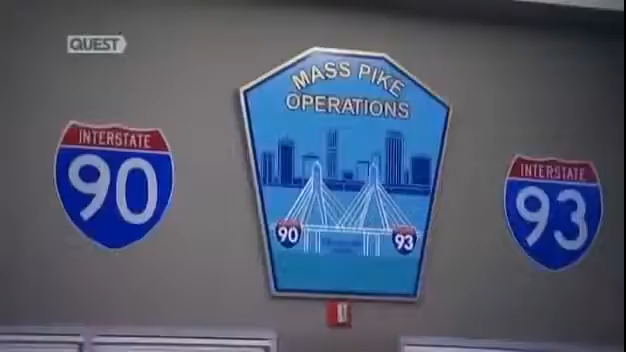 QUEST
MASS PIKE
OPERATIONS
INTERSTATE
90
INTERSTATE
93
90
93